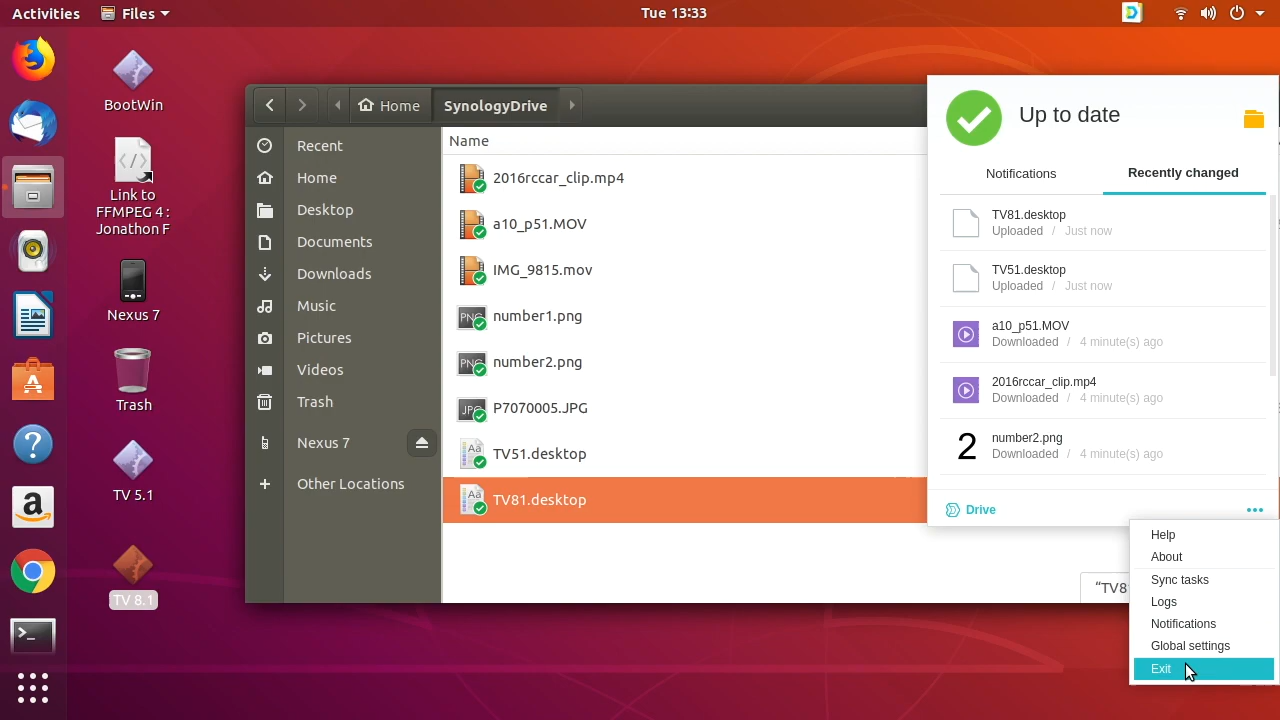 Activities
Files
Tue 13:33
BootWin
Link to
FFMPEG 4 :
Jonathon F
Nexus 7
Trash
TV 5.1
TV 8.1
Home
SynologyDrive
Recent
Home
Desktop
Documents
Downloads
Music
Pictures
Videos
Trash
Nexus 7
Other Locations
Name
2016rccar_clip.mp4
a10_p51.MOV
IMG_9815.mov
PNG
number1.png
PNG
number2.png
JPG
P7070005.JPG
Aa
TV51.desktop
Aa
TV81.desktop
“TV8
Up to date
Notifications
Recently changed
TV81.desktop
Uploaded / Just now
TV51.desktop
Uploaded / Just now
a10_p51.MOV
Downloaded / 4 minute(s) ago
2016rccar_clip.mp4
Downloaded / 4 minute(s) ago
2
number2.png
Downloaded / 4 minute(s) ago
Drive
Help
About
Sync tasks
Logs
Notifications
Global settings
Exit